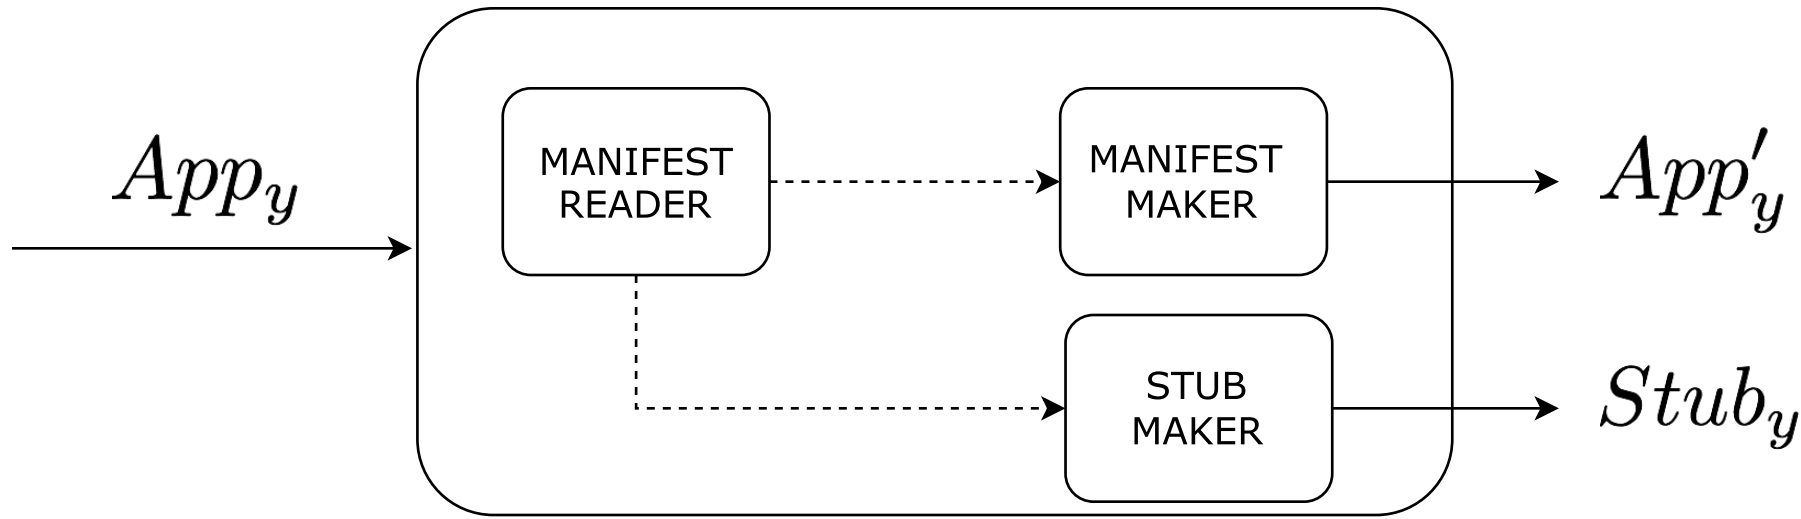 App_y
MANIFEST
READER
MANIFEST
MAKER
App'_y
STUB
MAKER
Stub_y